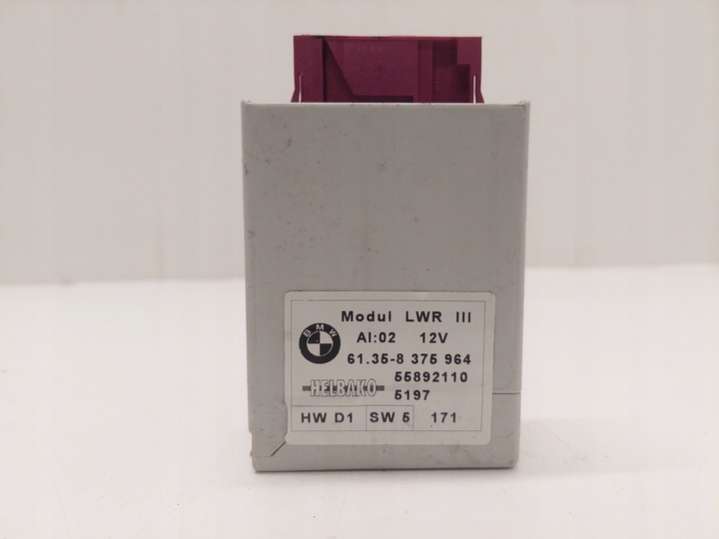 Modul LWR III
BMW
AI:02 12V
61.35-8 375 964
55892110
HELBAKO
5197
HW D1 SW 5 171